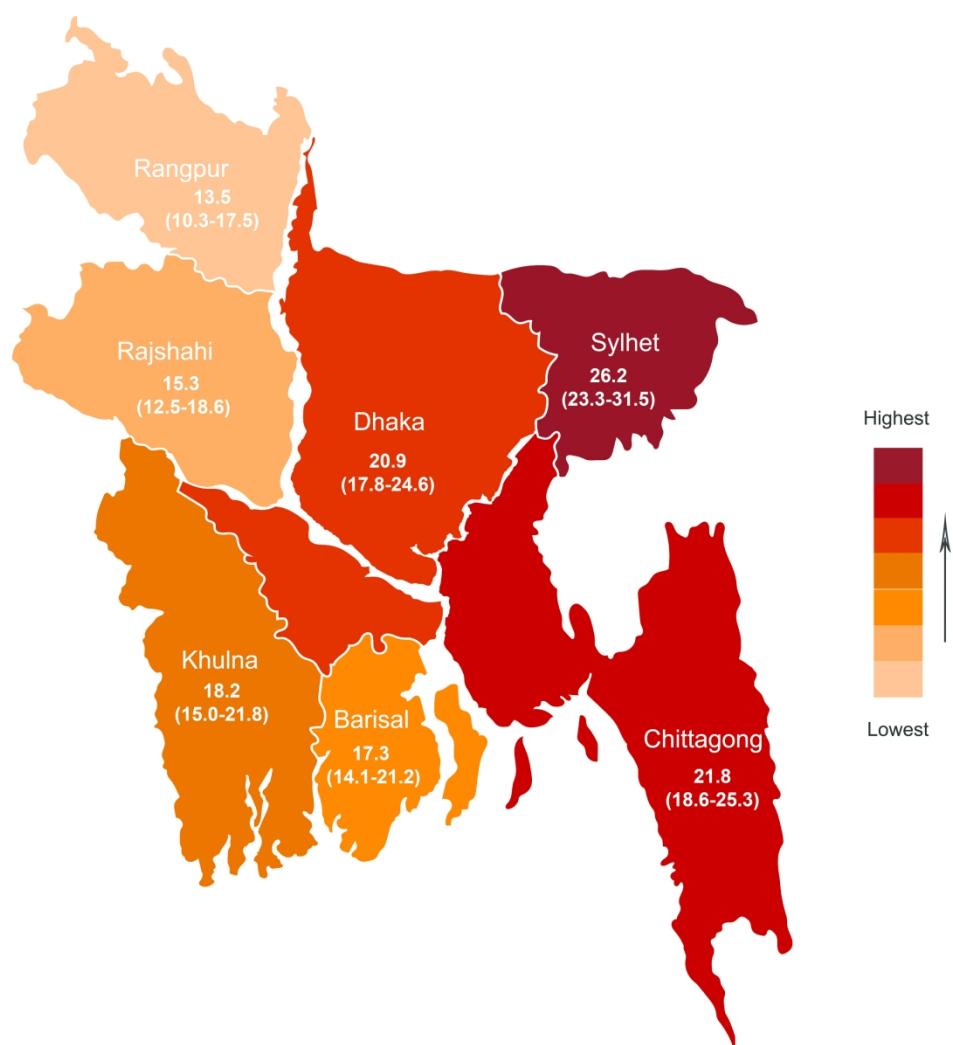 Rangpur
13.5
(10.3-17.5)
Rajshahi
15.3
(12.5-18.6)
Dhaka
20.9
(17.8-24.6)
Sylhet
26.2
(23.3-31.5)
Khulna
18.2
(15.0-21.8)
Barisal
17.3
(14.1-21.2)
Chittagong
21.8
(18.6-25.3)
Highest
Lowest